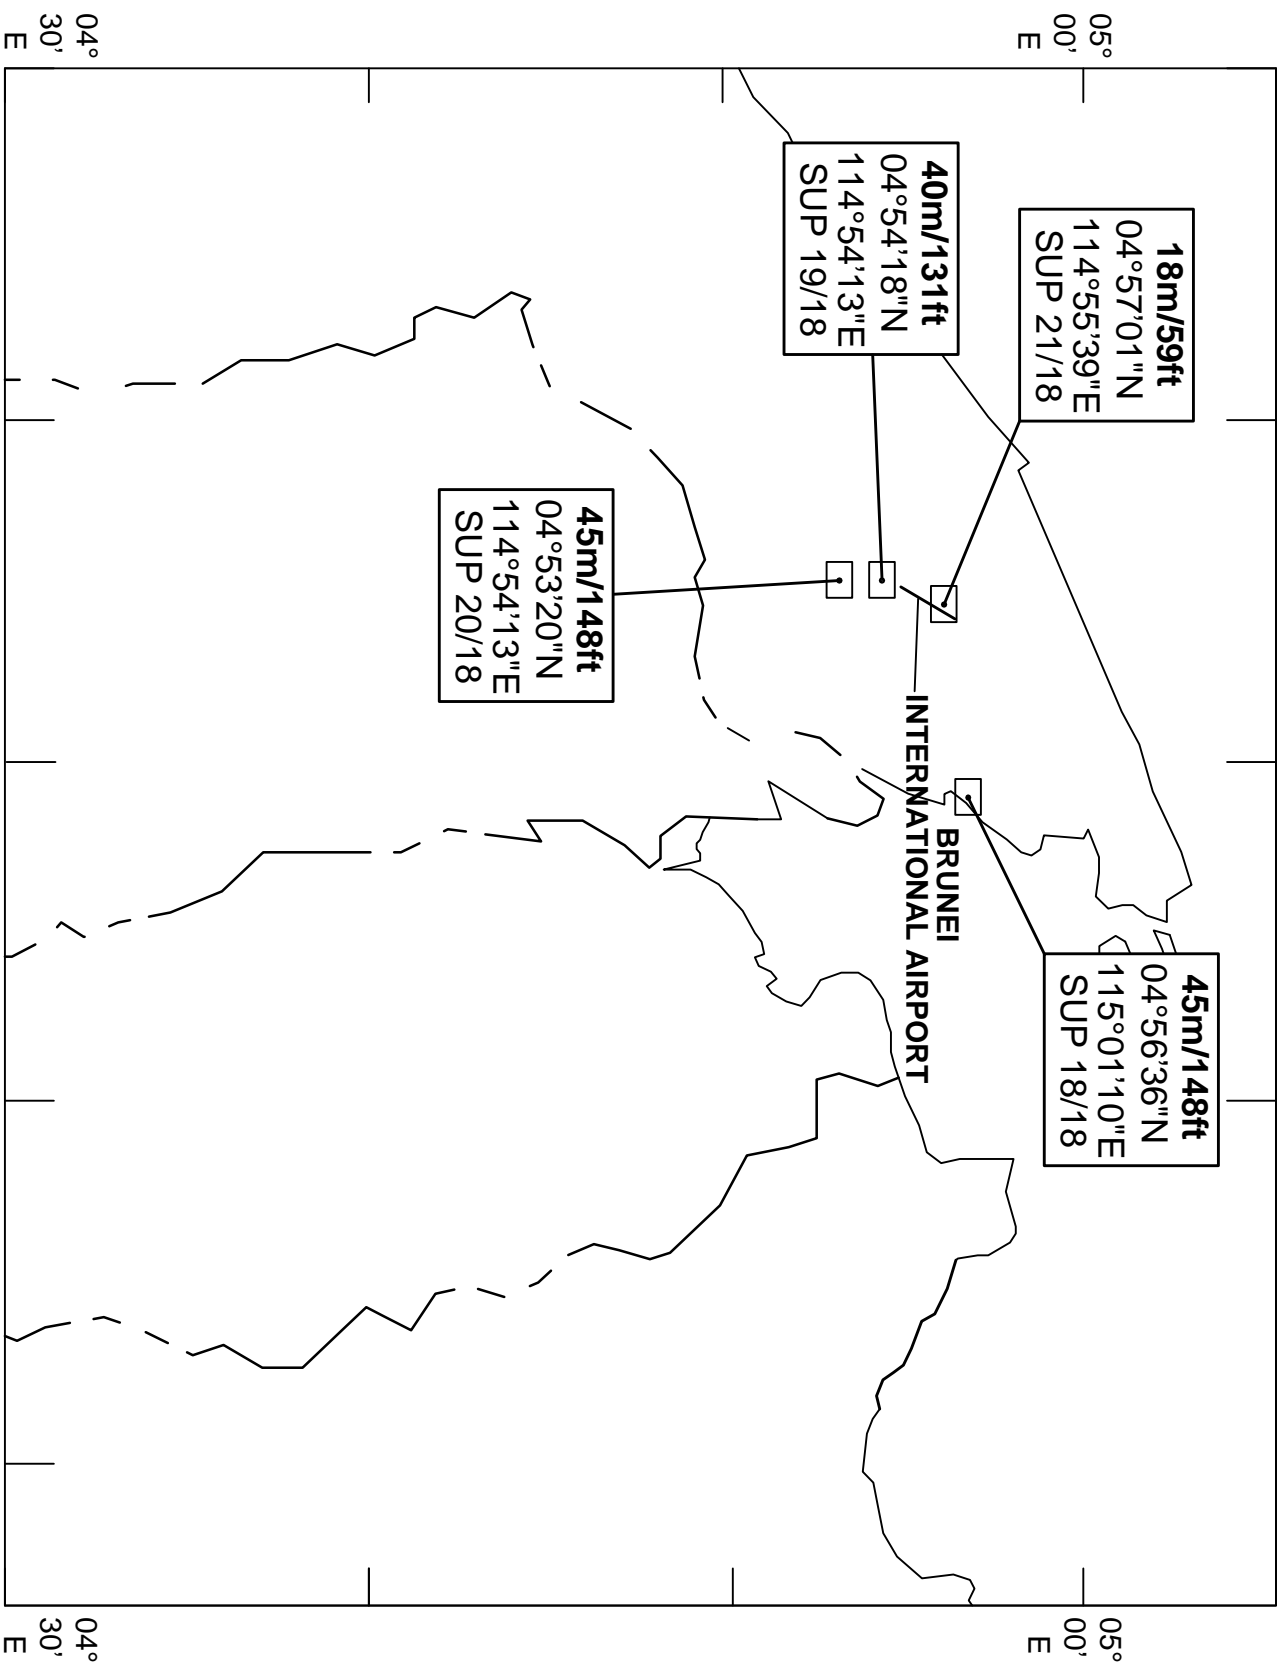 05°
00'
E
04°
30'
E
18m/59ft
04°57'01"N
114°55'39"E
SUP 21/18
40m/131ft
04°54'18"N
114°54'13"E
SUP 19/18
45m/148ft
04°56'36"N
115°01'10"E
SUP 18/18
BRUNEI
INTERNATIONAL AIRPORT
45m/148ft
04°53'20"N
114°54'13"E
SUP 20/18
05°
00'
E
04°
30'
E